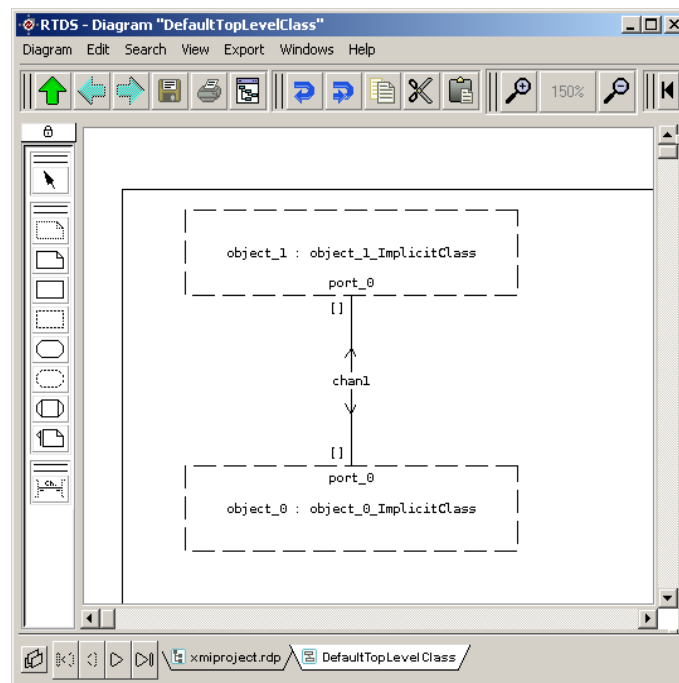 RTDS - Diagram "DefaultTopLevelClass"
Diagram Edit Search View Export Windows Help
150%
object_1 : object_1_ImplicitClass
port_0
[]
chan1
[]
port_0
object_0 : object_0_ImplicitClass
Ch.
xmiproject.rdp DefaultTopLevelClass